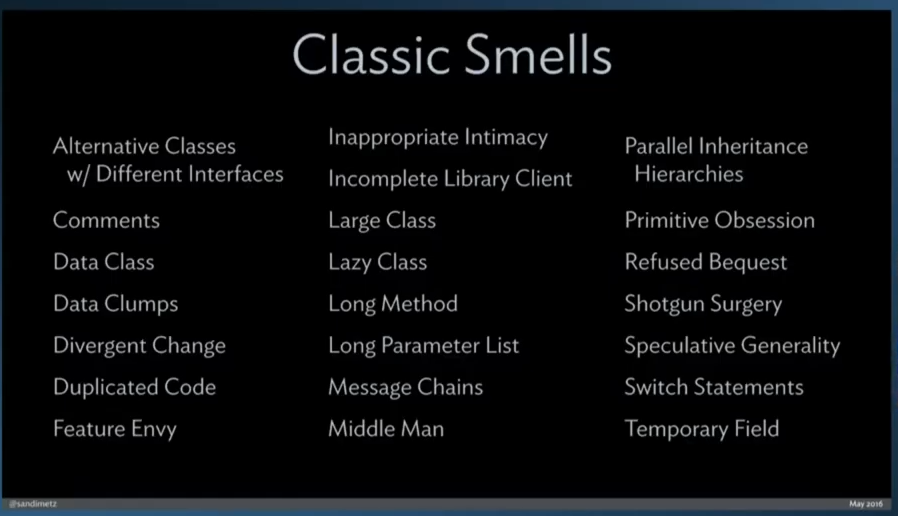 Classic Smells
Alternative Classes
w/ Different Interfaces
Comments
Data Class
Data Clumps
Divergent Change
Duplicated Code
Feature Envy
Inappropriate Intimacy
Incomplete Library Client
Large Class
Lazy Class
Long Method
Long Parameter List
Message Chains
Middle Man
Parallel Inheritance
Hierarchies
Primitive Obsession
Refused Bequest
Shotgun Surgery
Speculative Generality
Switch Statements
Temporary Field
@sandimetz
May 2016